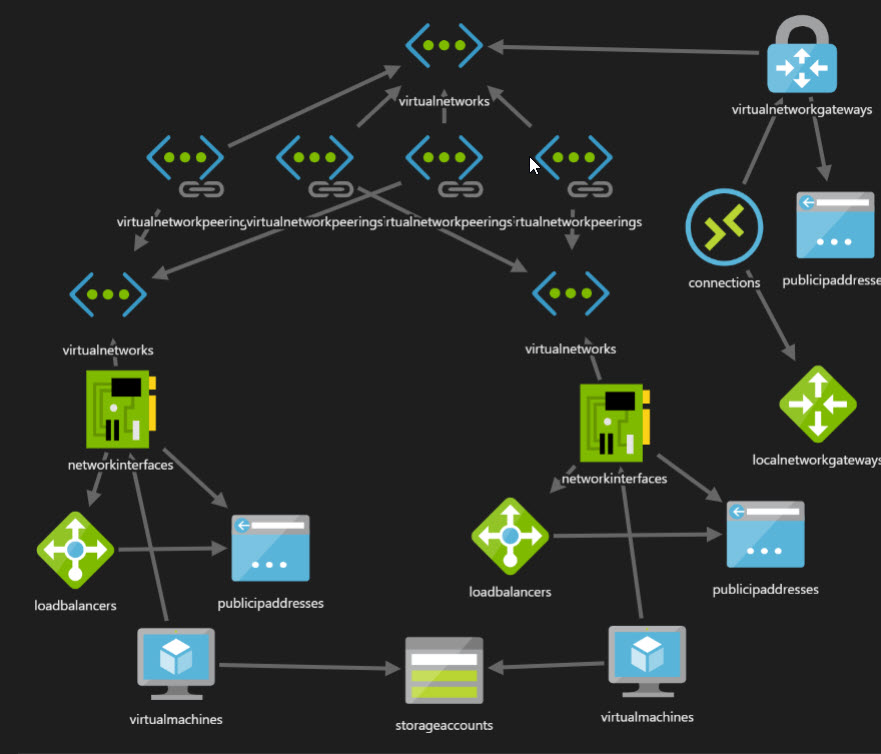 virtualnetworks
virtualnetworkgateways
virtualnetworkpeering
virtualnetworkpeerings
rtualnetworkpeerings
rtualnetworkpeerings
connections
publicipaddresse
virtualnetworks
virtualnetworks
networkinterfaces
localnetworkgateways
networkinterfaces
loadbalancers
publicipaddresses
loadbalancers
publicipaddresses
virtualmachines
storageaccounts
virtualmachines